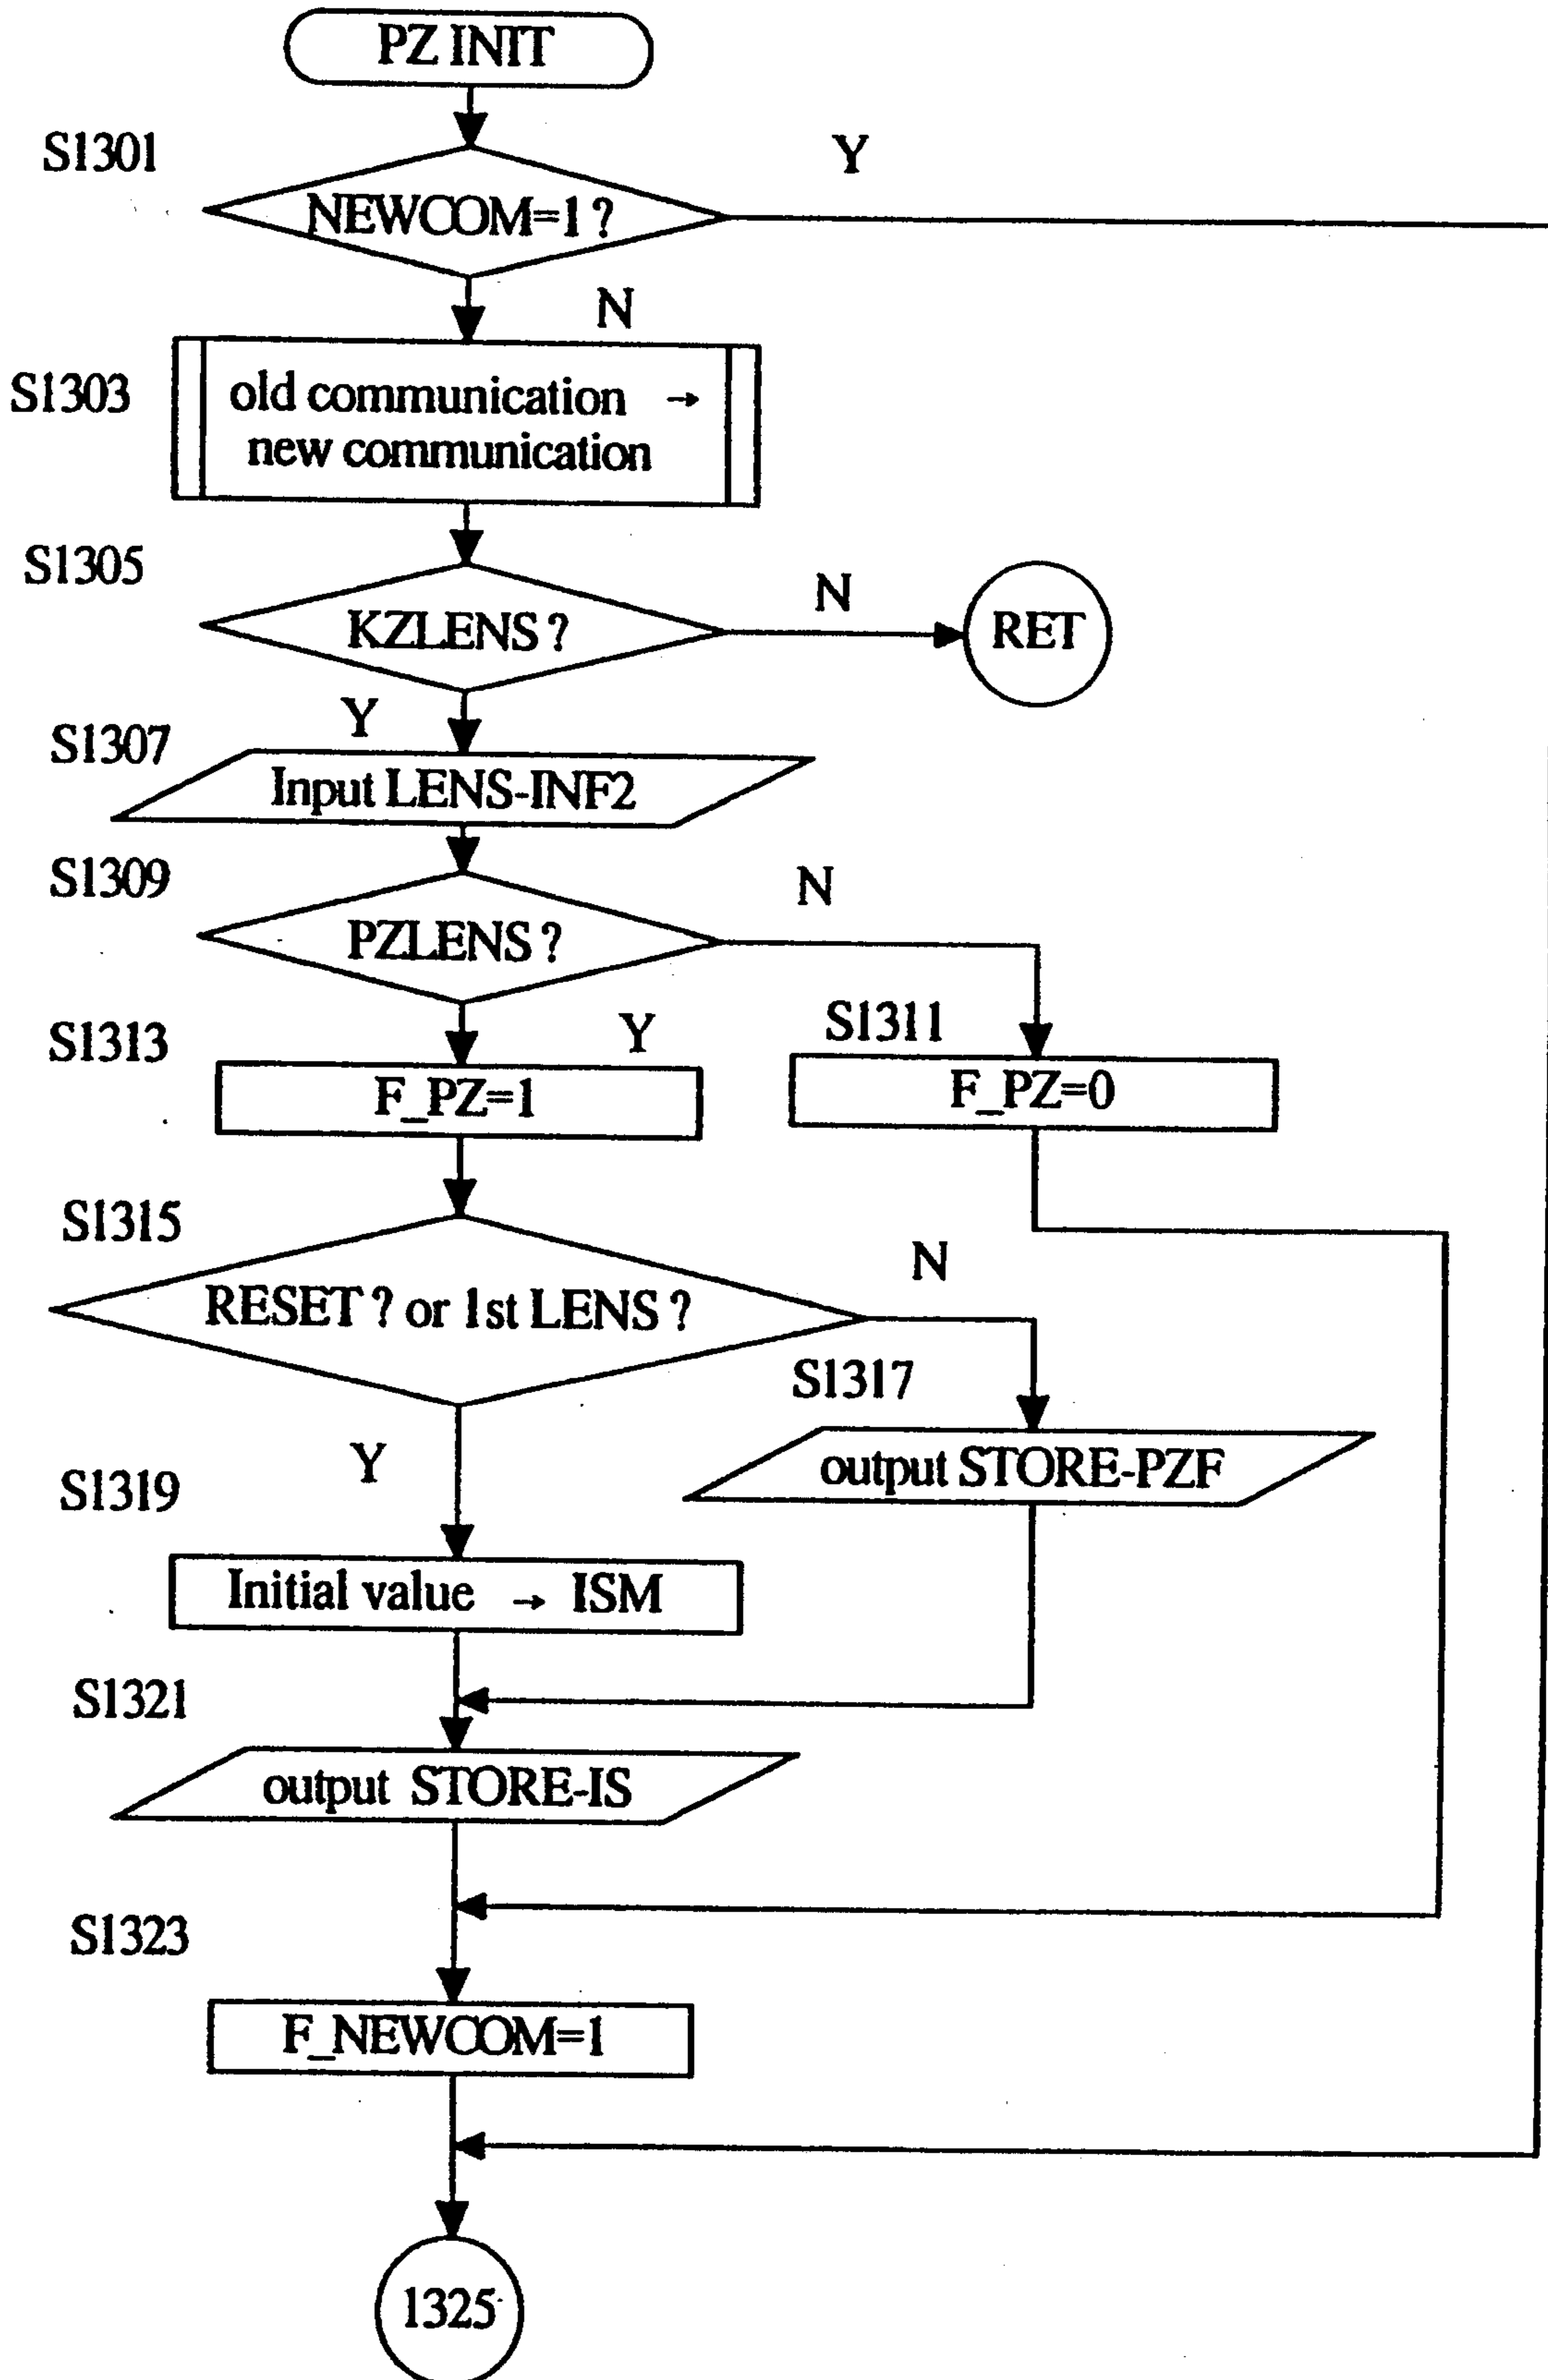 PZ INIT
S1301
Y
NEWCOM=1 ?
N
S1303
old communication →
new communication
S1305
N
KZLENS ?
RET
Y
S1307
Input LENS-INF2
S1309
N
PZLENS ?
S1313
Y
S1311
F_PZ=1
F_PZ=0
S1315
N
RESET ? or 1st LENS ?
S1317
Y
output STORE-PZF
S1319
Initial value → ISM
S1321
output STORE-IS
S1323
F_NEWCOM=1
1325